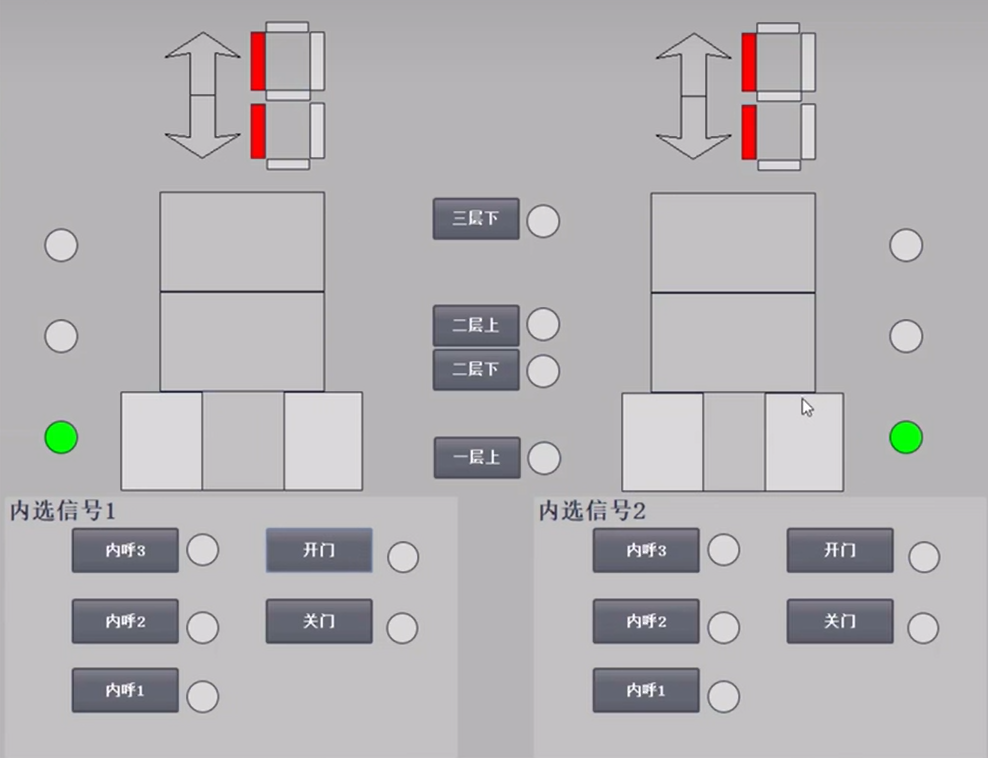 三层下
二层上
二层下
一层上
内选信号1
内呼3
开门
内呼2
关门
内呼1
内选信号2
内呼3
开门
内呼2
关门
内呼1